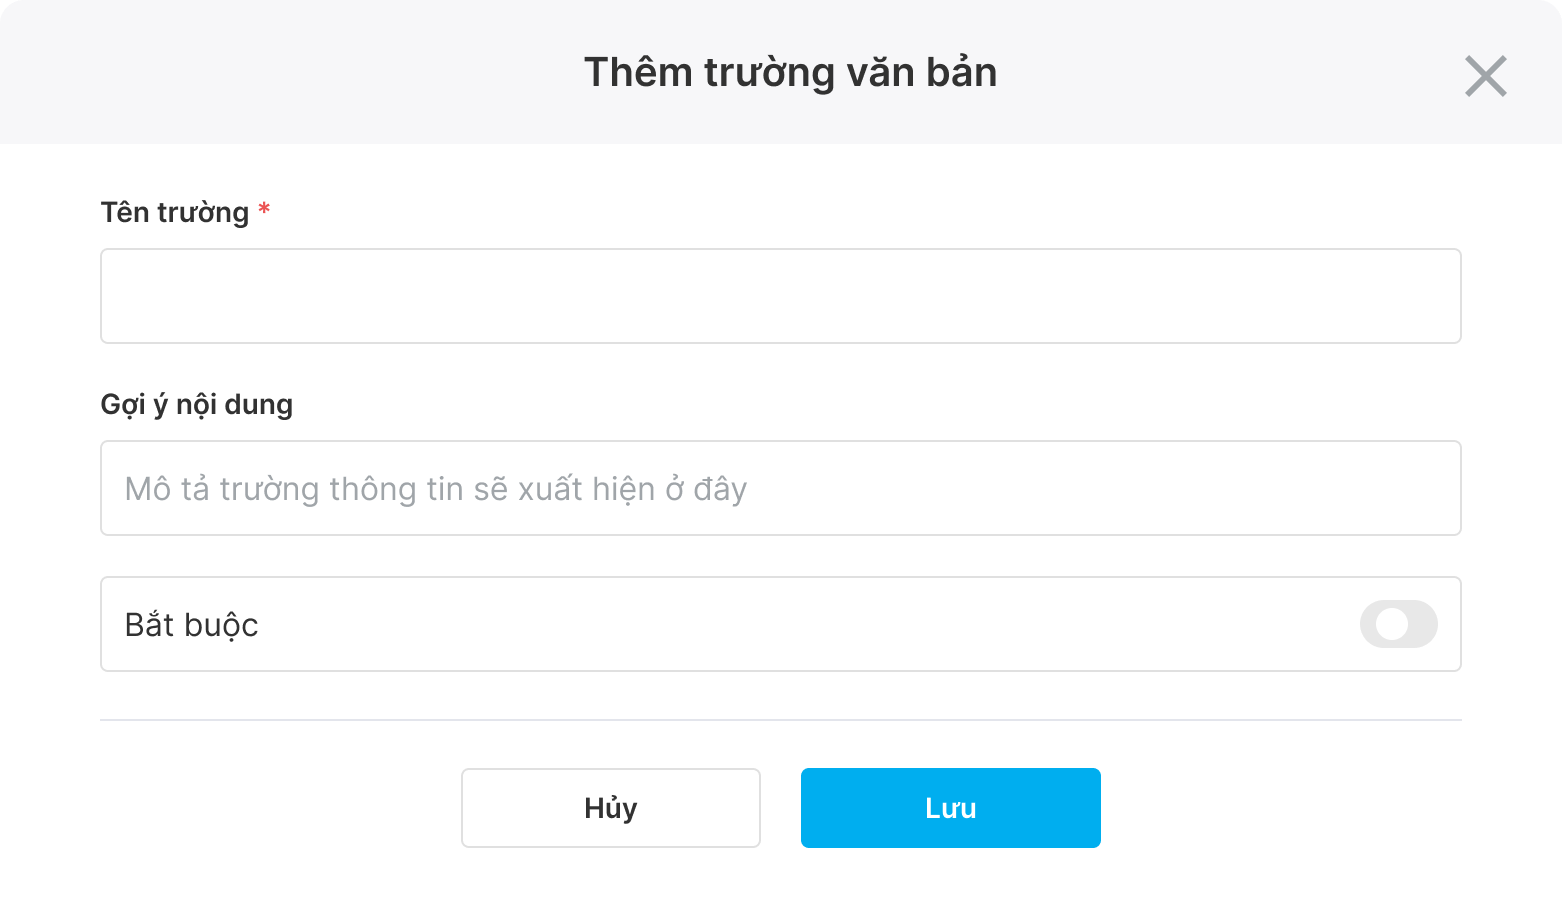 Thêm trường văn bản
Tên trường *
Gợi ý nội dung
Mô tả trường thông tin sẽ xuất hiện ở đây
Bắt buộc
Hủy
Lưu